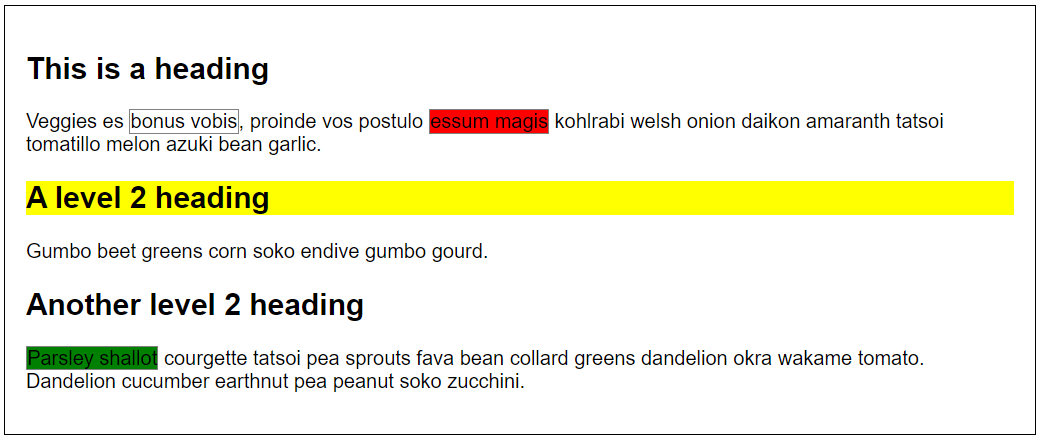 This is a heading
Veggies es bonus vobis, proinde vos postulo essum magis kohlrabi welsh onion daikon amaranth tatsoi
tomatillo melon azuki bean garlic.
A level 2 heading
Gumbo beet greens corn soko endive gumbo gourd.
Another level 2 heading
Parsley shallot courgette tatsoi pea sprouts fava bean collard greens dandelion okra wakame tomato.
Dandelion cucumber earthnut pea peanut soko zucchini.